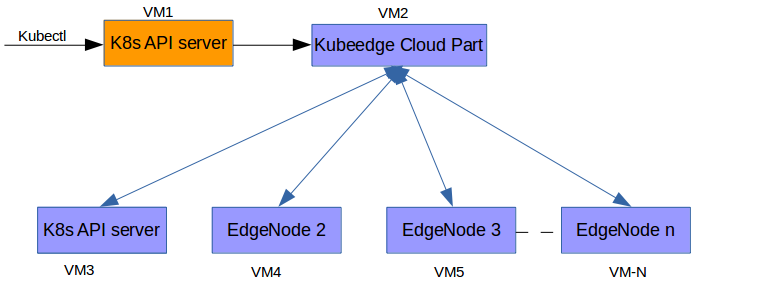 VM1
VM2
Kubectl
K8s API server
Kubeedge Cloud Part
K8s API server
EdgeNode 2
EdgeNode 3
EdgeNode n
VM3
VM4
VM5
VM-N